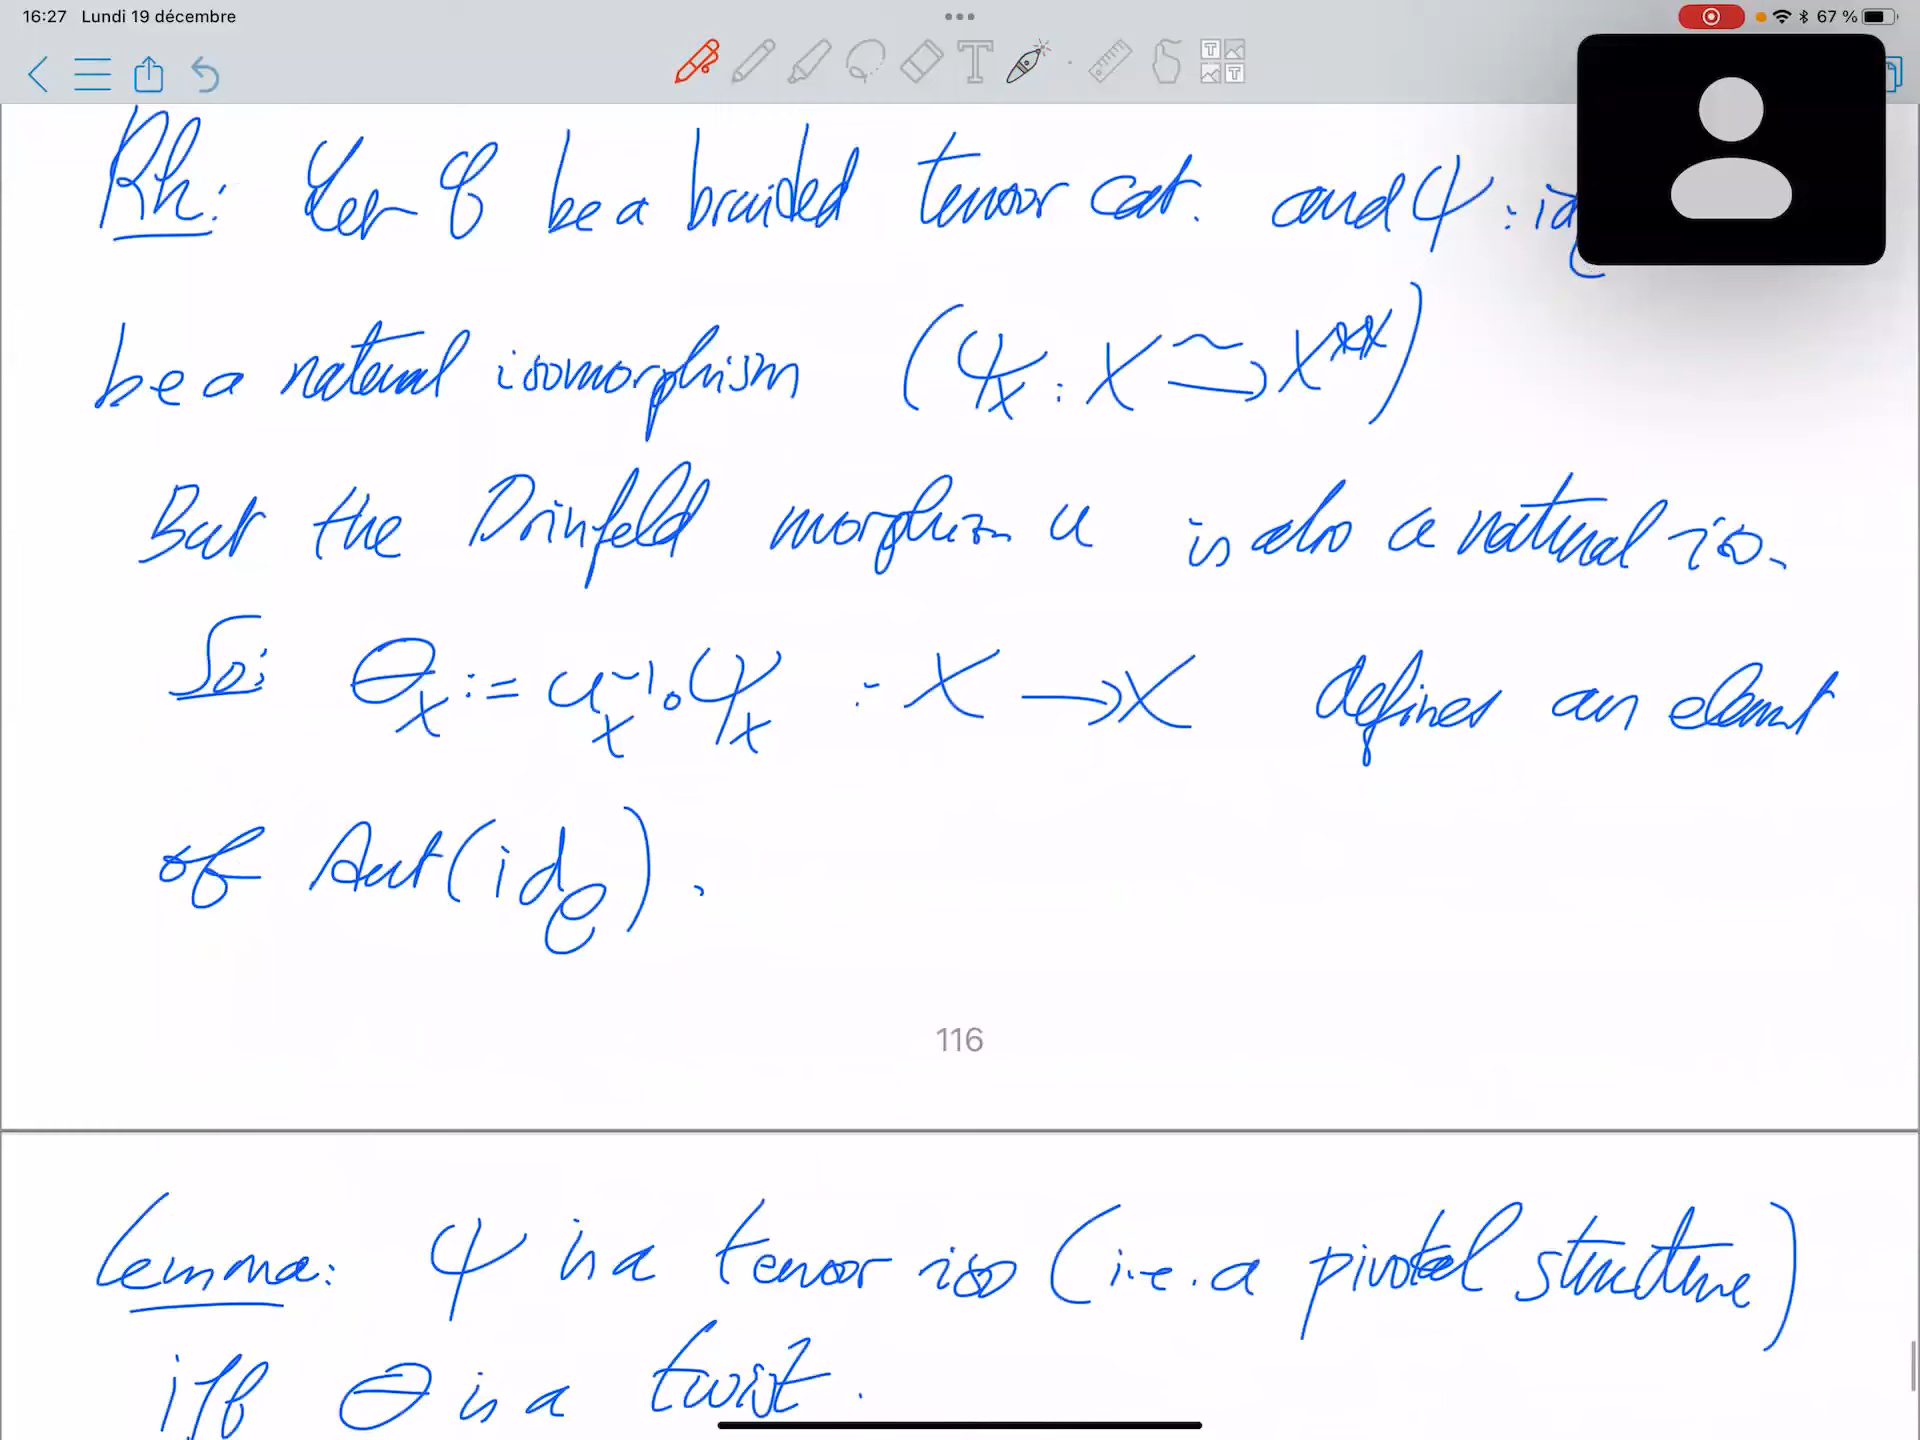 16:27 Lundi 19 décembre 67 %
Rk: Let C be a braided tensor cat. and ψ : id
be a natural isomorphism (ψ_X : X ⥲ X**)
But the Drinfeld morphism u is also a natural iso.
So: θ_X := u_X^{-1} ∘ ψ_X : X → X defines an element
of Aut(id_C).
116
Lemma: ψ is a tensor iso (i.e. a pivotal structure)
iff θ is a twist.